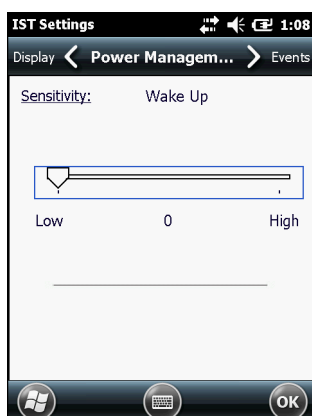 IST Settings 1:08
Display Power Managem... Events
Sensitivity: Wake Up
Low 0 High
OK